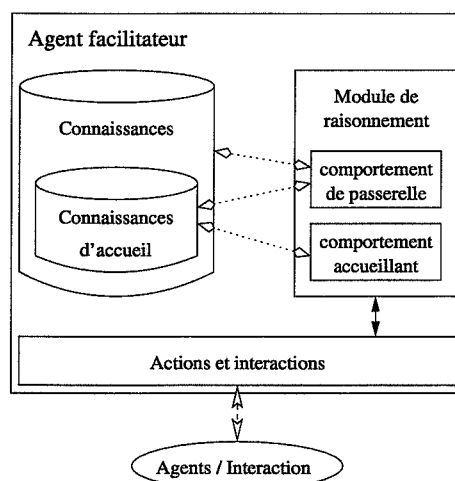 Agent facilitateur
Connaissances
Connaissances
d'accueil
Module de
raisonnement
comportement
de passerelle
comportement
accueillant
Actions et interactions
Agents / Interaction